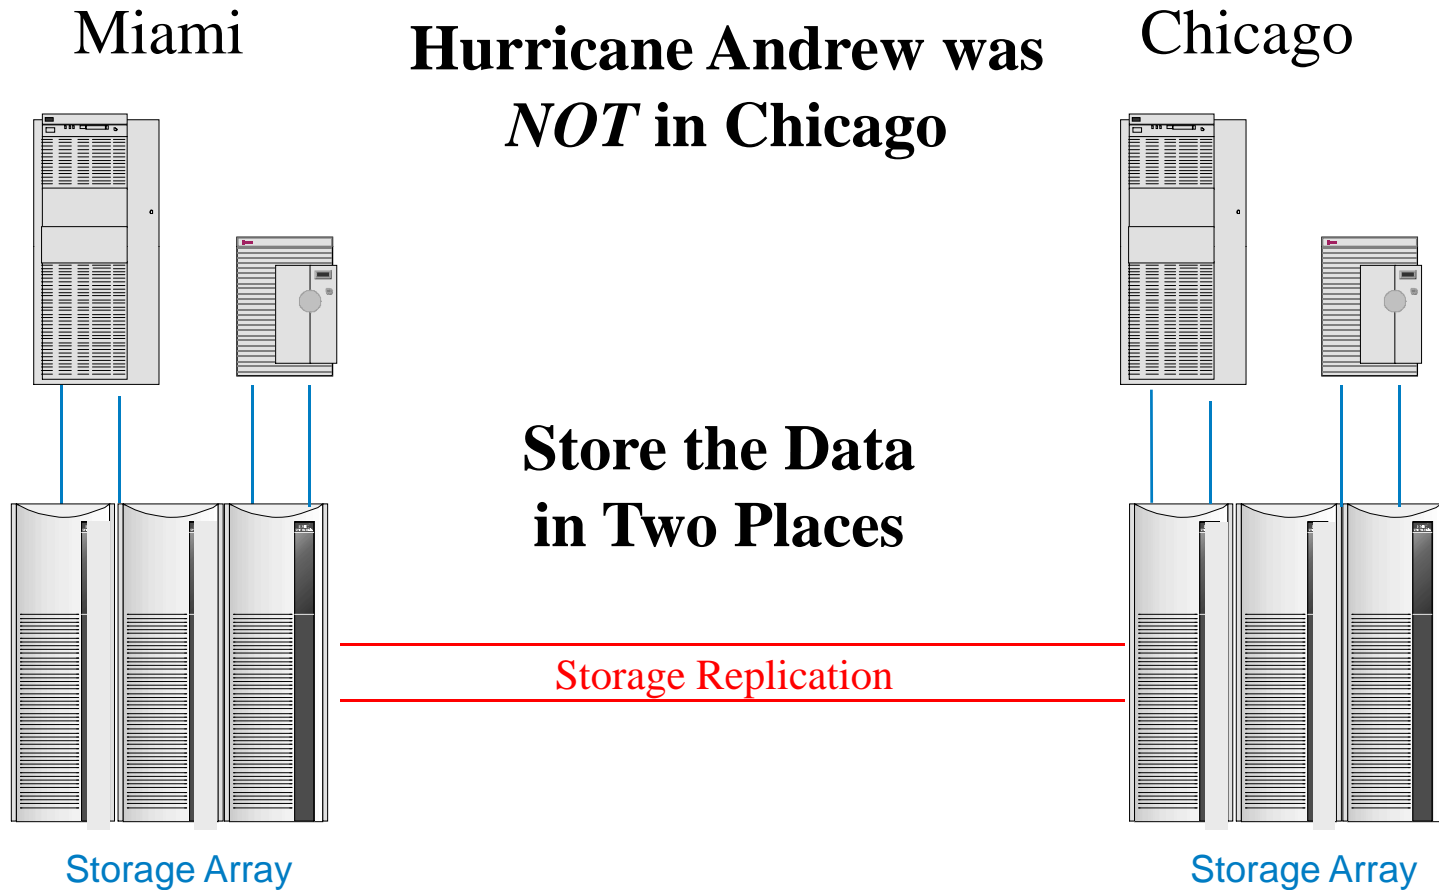 Miami
Hurricane Andrew was
NOT in Chicago
Chicago
Store the Data
in Two Places
Storage Replication
Storage Array
Storage Array